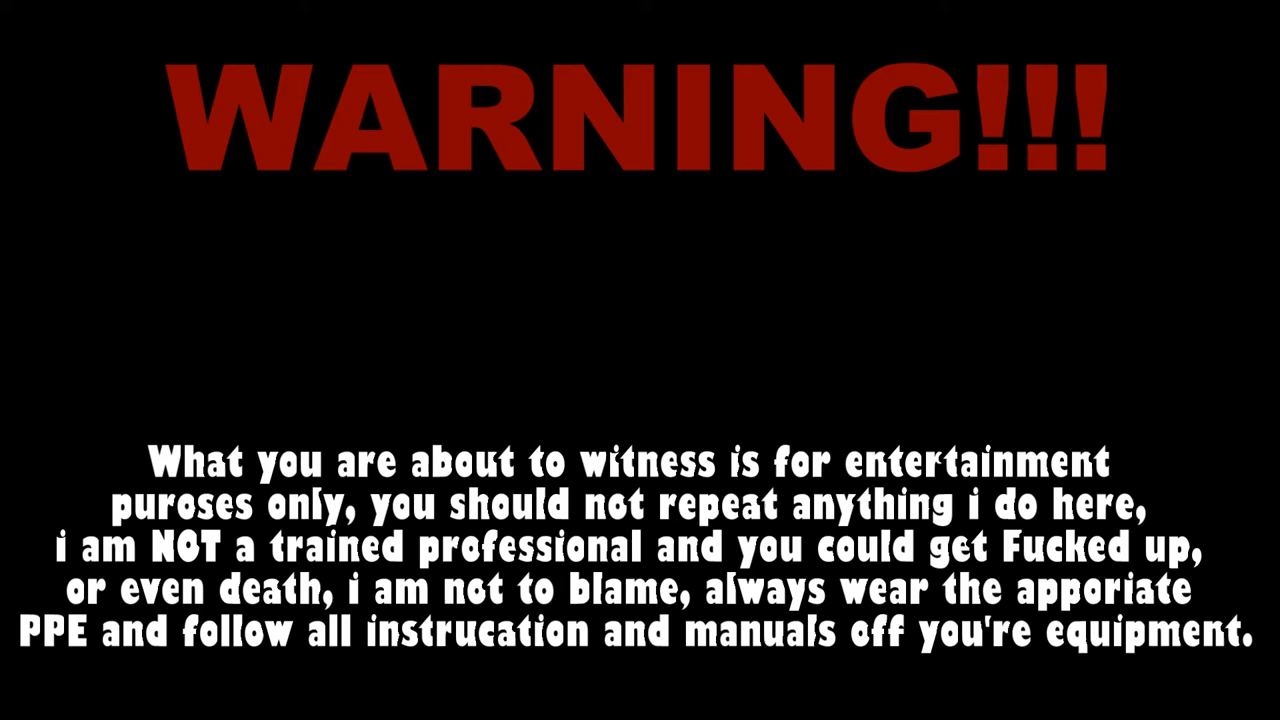 WARNING!!!
What you are about to witness is for entertainment
puroses only, you should not repeat anything i do here,
i am NOT a trained professional and you could get Fucked up,
or even death, i am not to blame, always wear the apporiate
PPE and follow all instrucation and manuals off you're equipment.